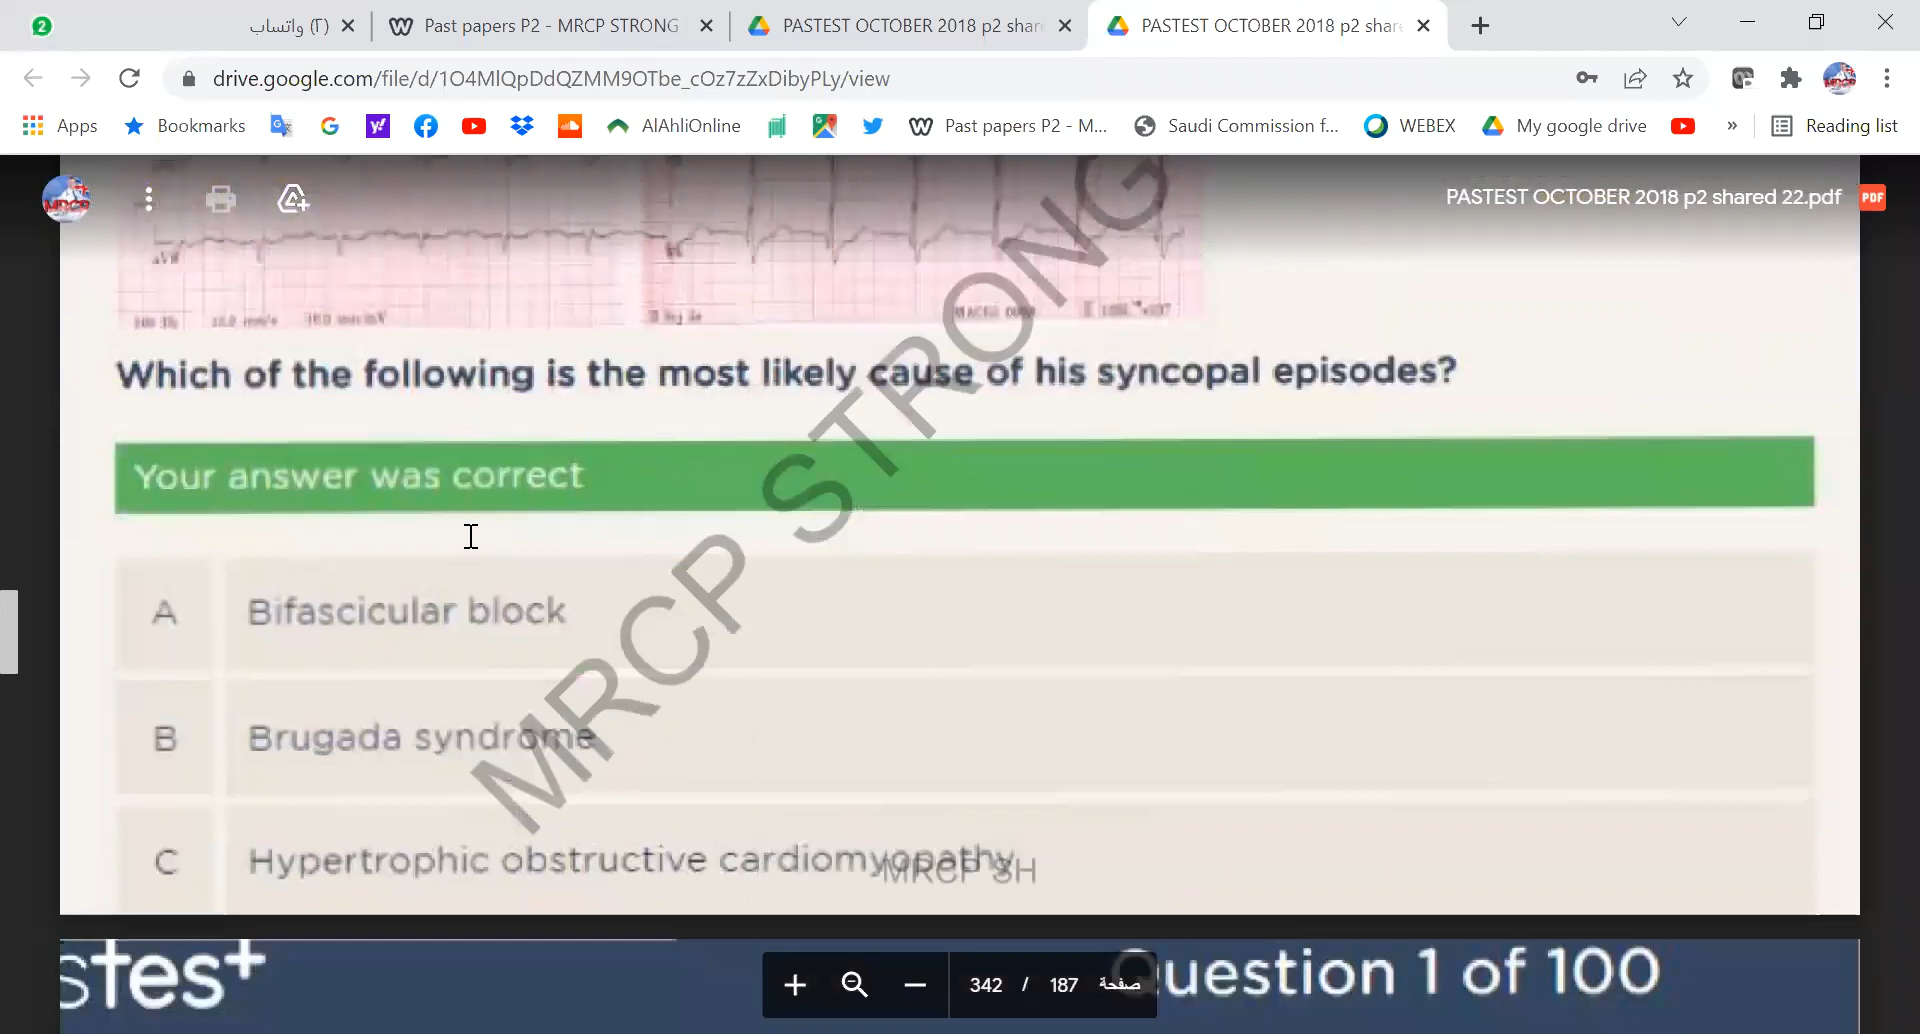 2
واتساب (٢)
Past papers P2 - MRCP STRONG
PASTEST OCTOBER 2018 p2 shar
PASTEST OCTOBER 2018 p2 share
drive.google.com/file/d/1O4MlQpDdQZMM9OTbe_cOz7zZxDibyPLy/view
Apps
Bookmarks
AlAhliOnline
Past papers P2 - M...
Saudi Commission f...
WEBEX
My google drive
»
Reading list
MRCP
PASTEST OCTOBER 2018 p2 shared 22.pdf
PDF
MRCP STRONG
Which of the following is the most likely cause of his syncopal episodes?
Your answer was correct
A Bifascicular block
B Brugada syndrome
C Hypertrophic obstructive cardiomyopathy
MRCP SH
stes+
Question 1 of 100
342 / 187 صفحة